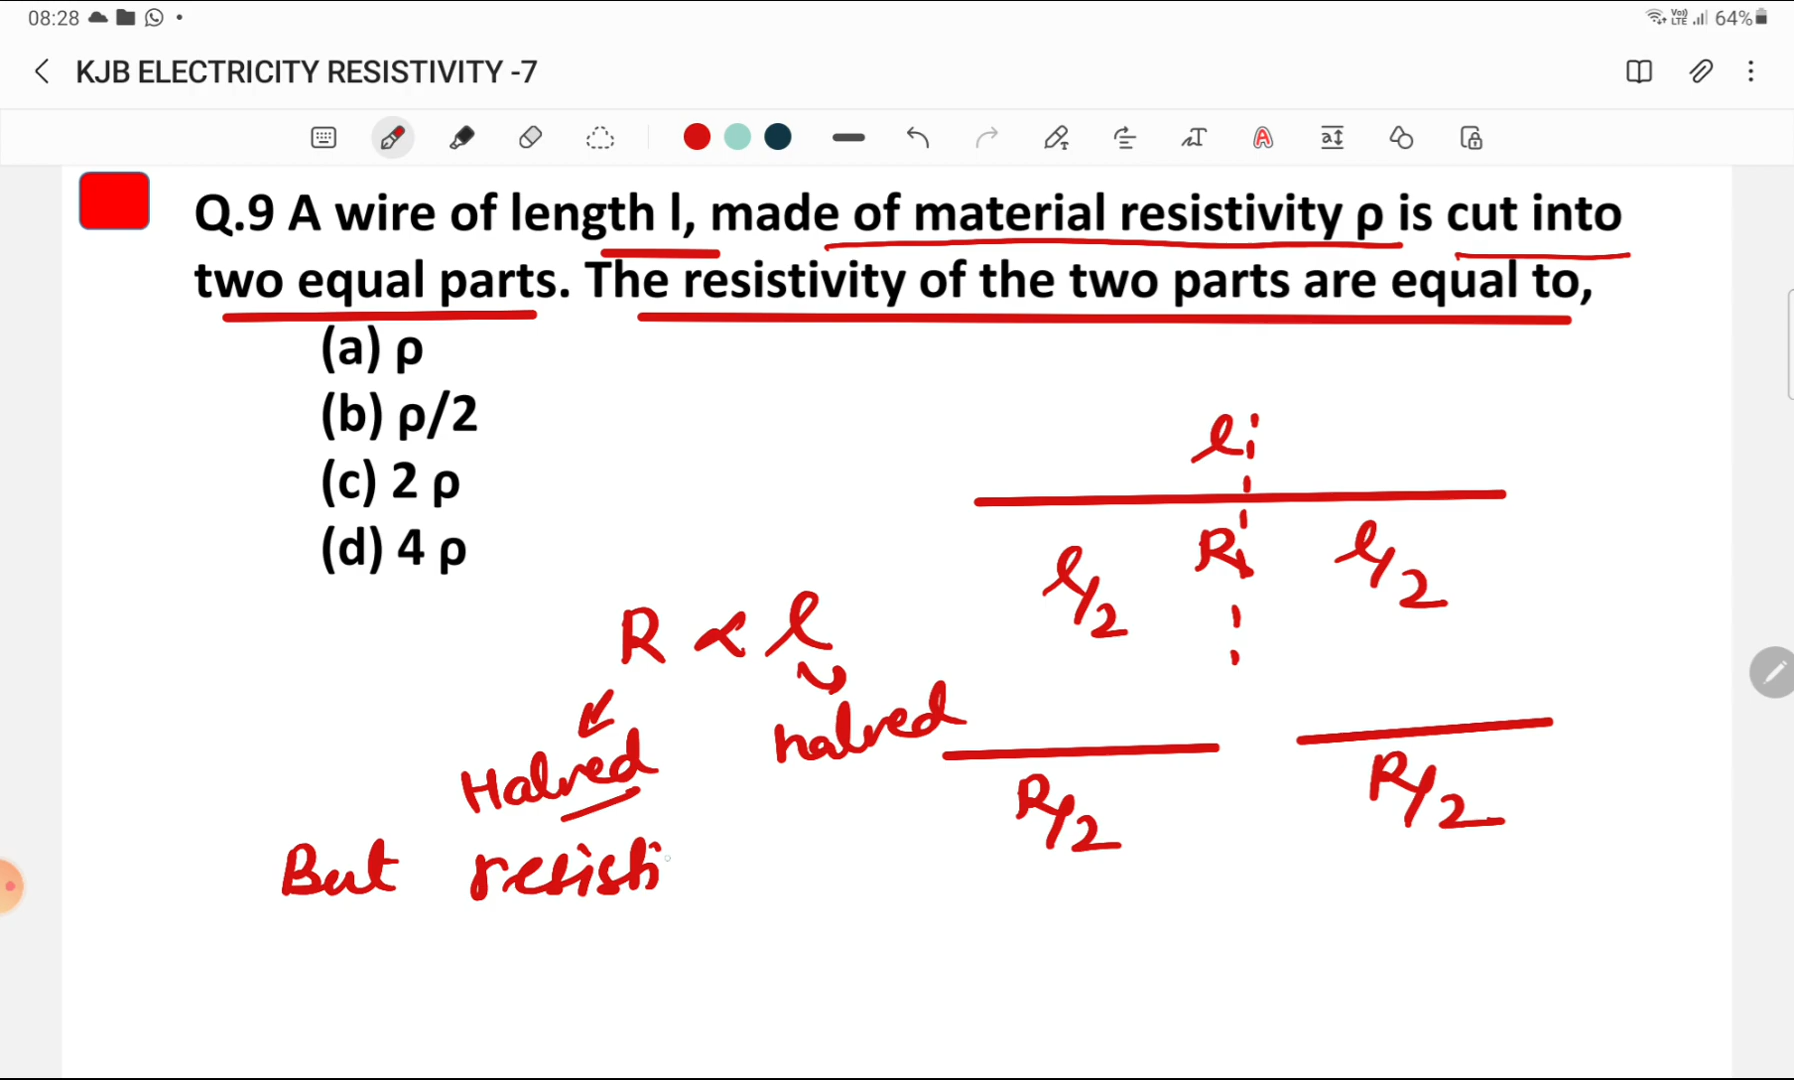 08:28
Vo)) LTE 64%
KJB ELECTRICITY RESISTIVITY -7
Q.9 A wire of length l, made of material resistivity ρ is cut into
two equal parts. The resistivity of the two parts are equal to,
(a) ρ
(b) ρ/2
(c) 2 ρ
(d) 4 ρ
l
R
l/2 l/2
R ∝ l
halved
Halved
R/2 R/2
But resisti